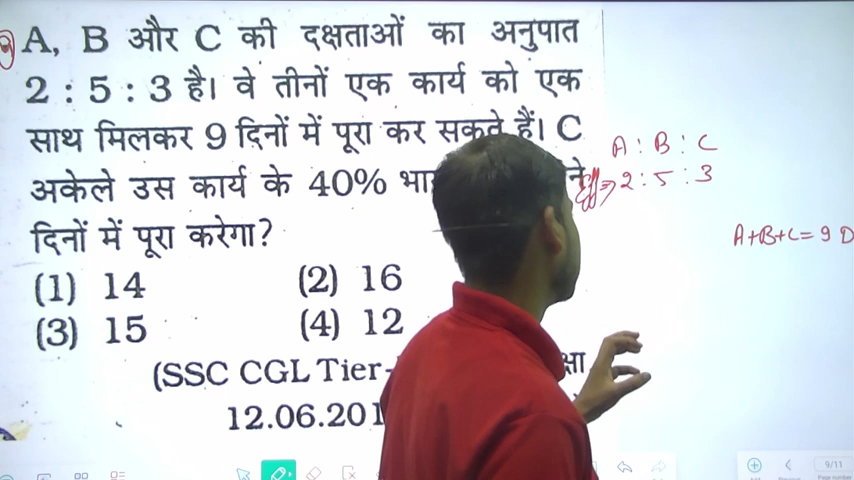 A, B और C की दक्षताओं का अनुपात
2 : 5 : 3 है। वे तीनों एक कार्य को एक
साथ मिलकर 9 दिनों में पूरा कर सकते हैं। C
अकेले उस कार्य के 40% ने
दिनों में पूरा करेगा?
(1) 14 (2) 16
(3) 15 (4) 12
(SSC CGL Tier-
12.06.201
A : B : C
2 : 5 : 3
A+B+C = 9 D
9/11